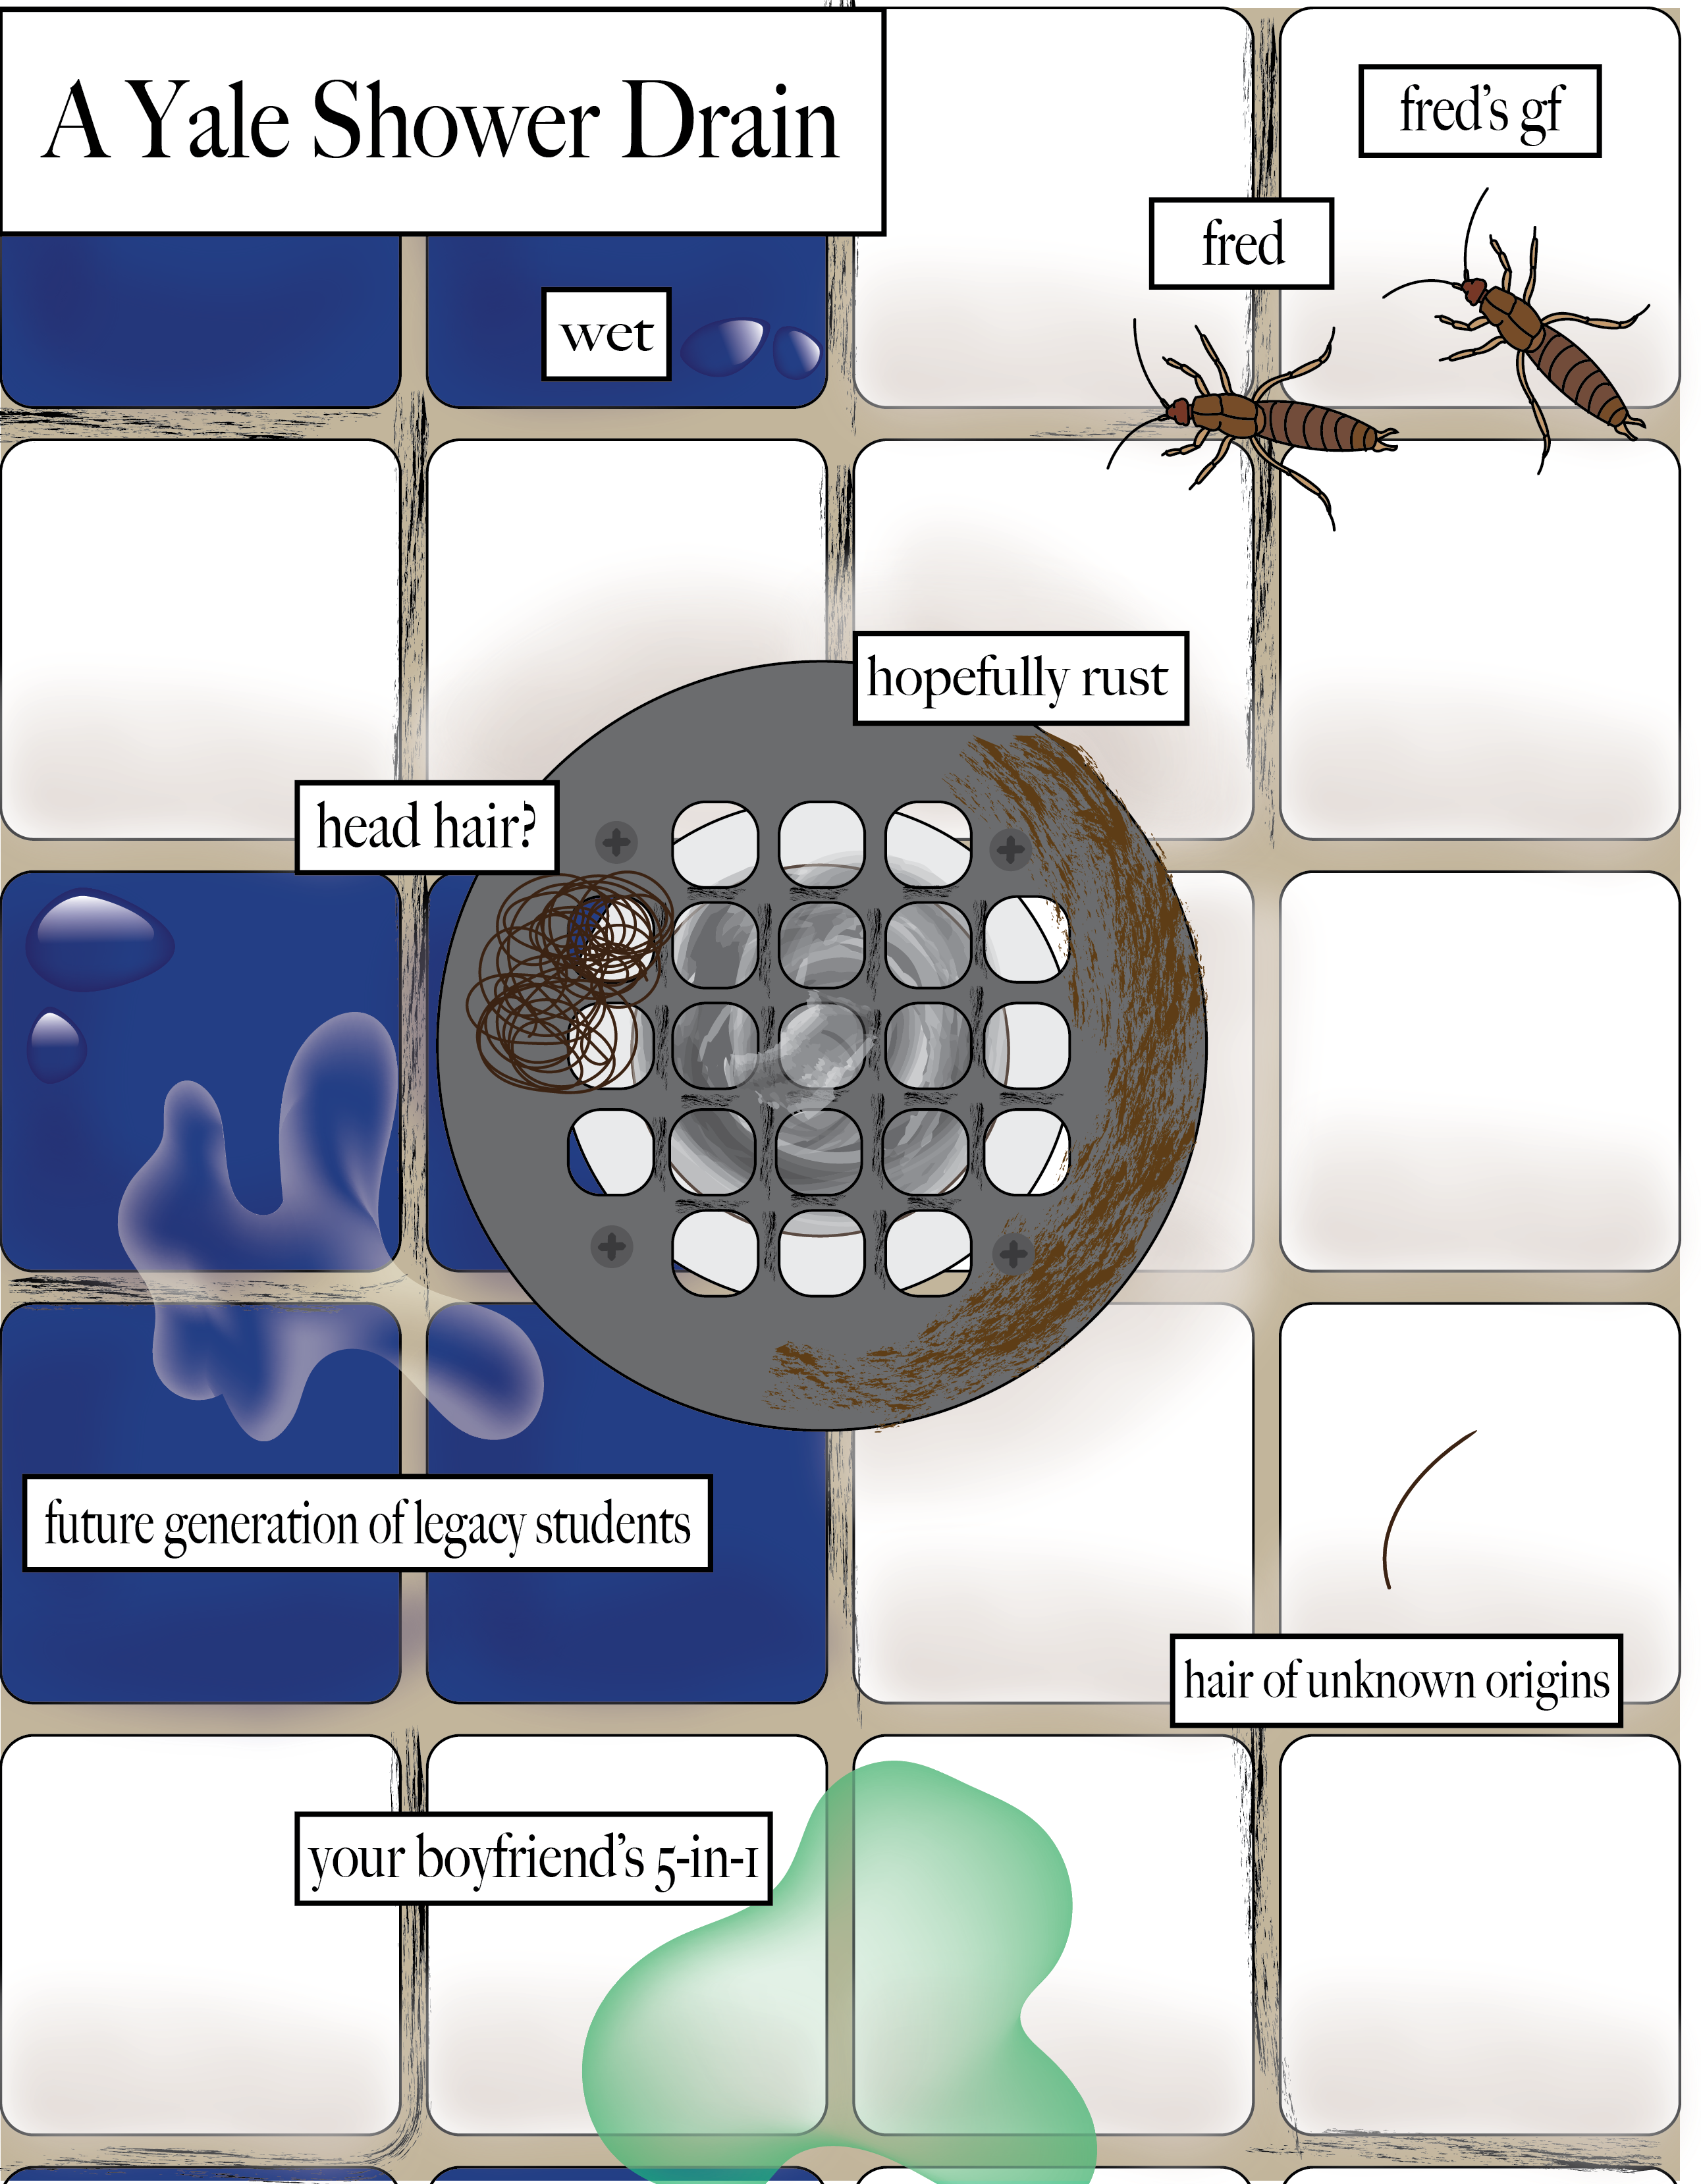 A Yale Shower Drain
fred's gf
fred
wet
hopefully rust
head hair?
future generation of legacy students
hair of unknown origins
your boyfriend's 5-in-1